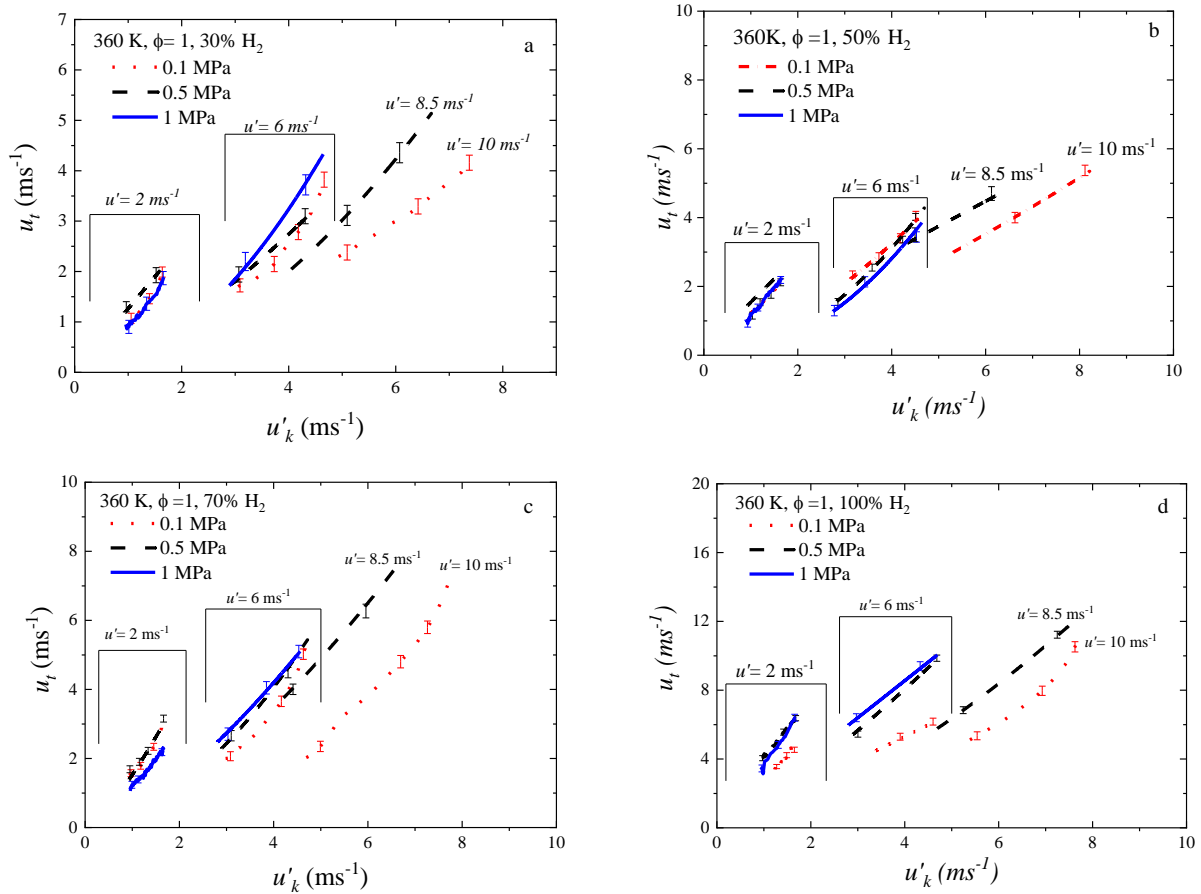 360 K, ϕ= 1, 30% H2
a
0.1 MPa
0.5 MPa
1 MPa
u'= 8.5 ms-1
u'= 6 ms-1
u'= 10 ms-1
u'= 2 ms-1
7
6
5
4
3
2
1
0
0 2 4 6 8
ut (ms-1)
u'k (ms-1)
360K, ϕ =1, 50% H2
b
0.1 MPa
0.5 MPa
1 MPa
u'= 10 ms-1
u'= 8.5 ms-1
u'= 6 ms-1
u'= 2 ms-1
10
8
6
4
2
0
0 2 4 6 8 10
ut (ms-1)
u'k (ms-1)
360 K, ϕ =1, 70% H2
c
0.1 MPa
0.5 MPa
1 MPa
u'= 8.5 ms-1
u'= 10 ms-1
u'= 6 ms-1
u'= 2 ms-1
10
8
6
4
2
0
0 2 4 6 8 10
ut (ms-1)
u'k (ms-1)
360 K, ϕ =1, 100% H2
d
0.1 MPa
0.5 MPa
1 MPa
u'= 6 ms-1
u'= 8.5 ms-1
u'= 10 ms-1
u'= 2 ms-1
20
16
12
8
4
0
0 2 4 6 8 10
ut (ms-1)
u'k (ms-1)